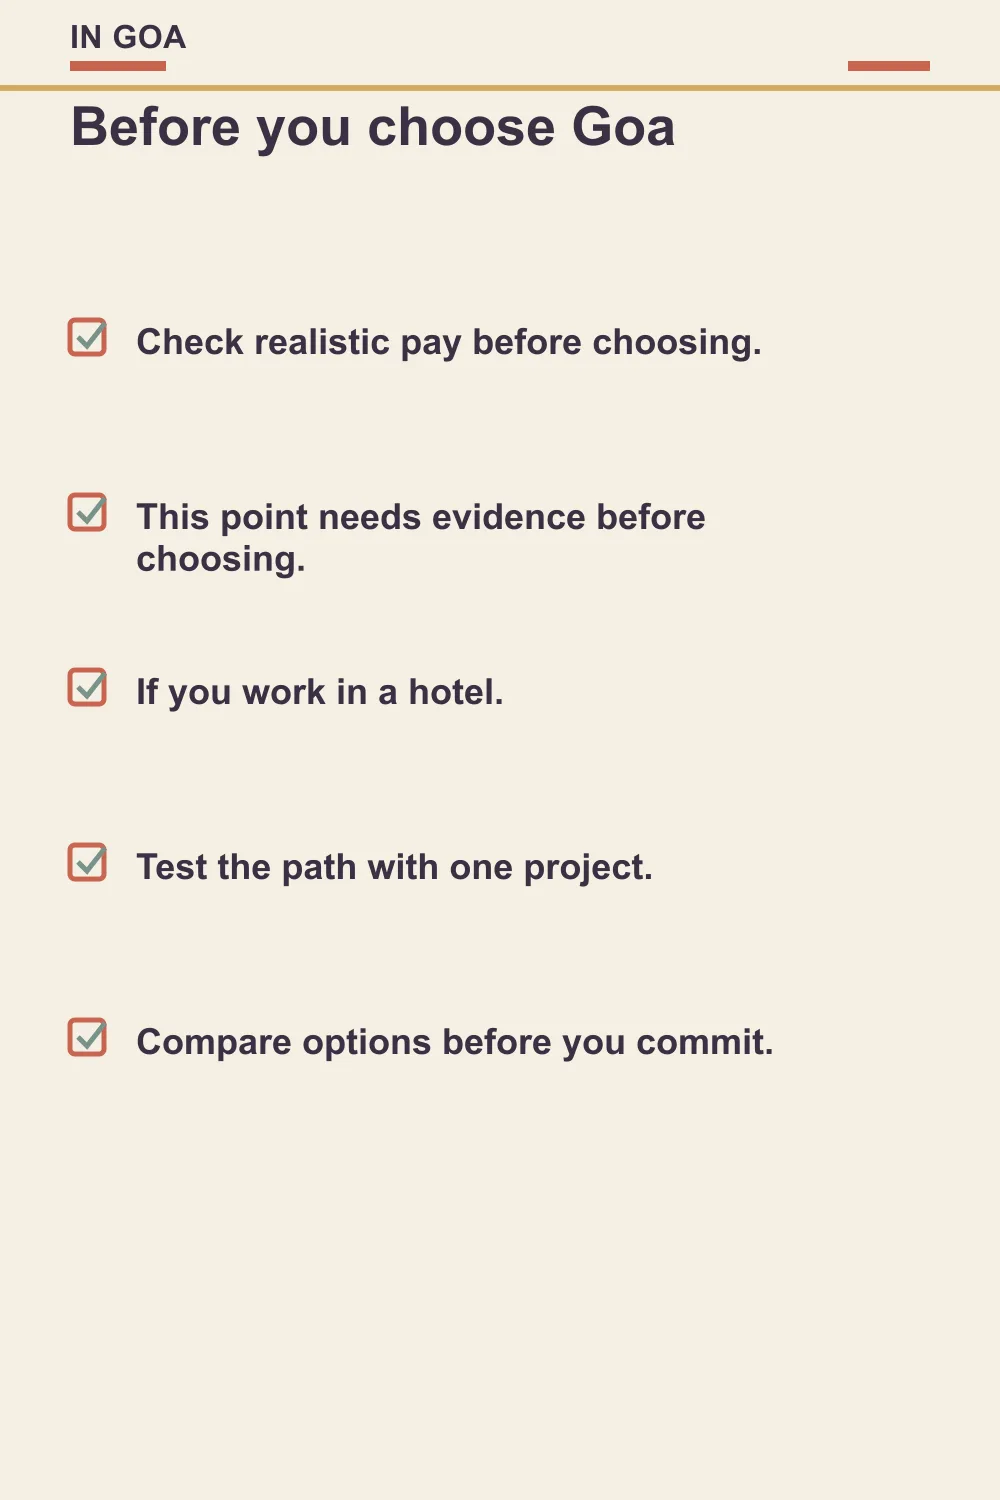 IN GOA
Before you choose Goa
Check realistic pay before choosing.
This point needs evidence before
choosing.
If you work in a hotel.
Test the path with one project.
Compare options before you commit.